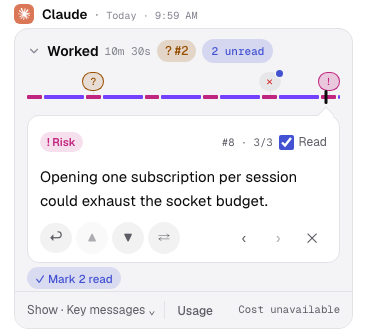 Claude · Today · 9:59 AM
Worked 10m 30s ? #2 2 unread
? × !
! Risk #8 · 3/3 Read
Opening one subscription per session
could exhaust the socket budget.
✓ Mark 2 read
Show · Key messages Usage Cost unavailable